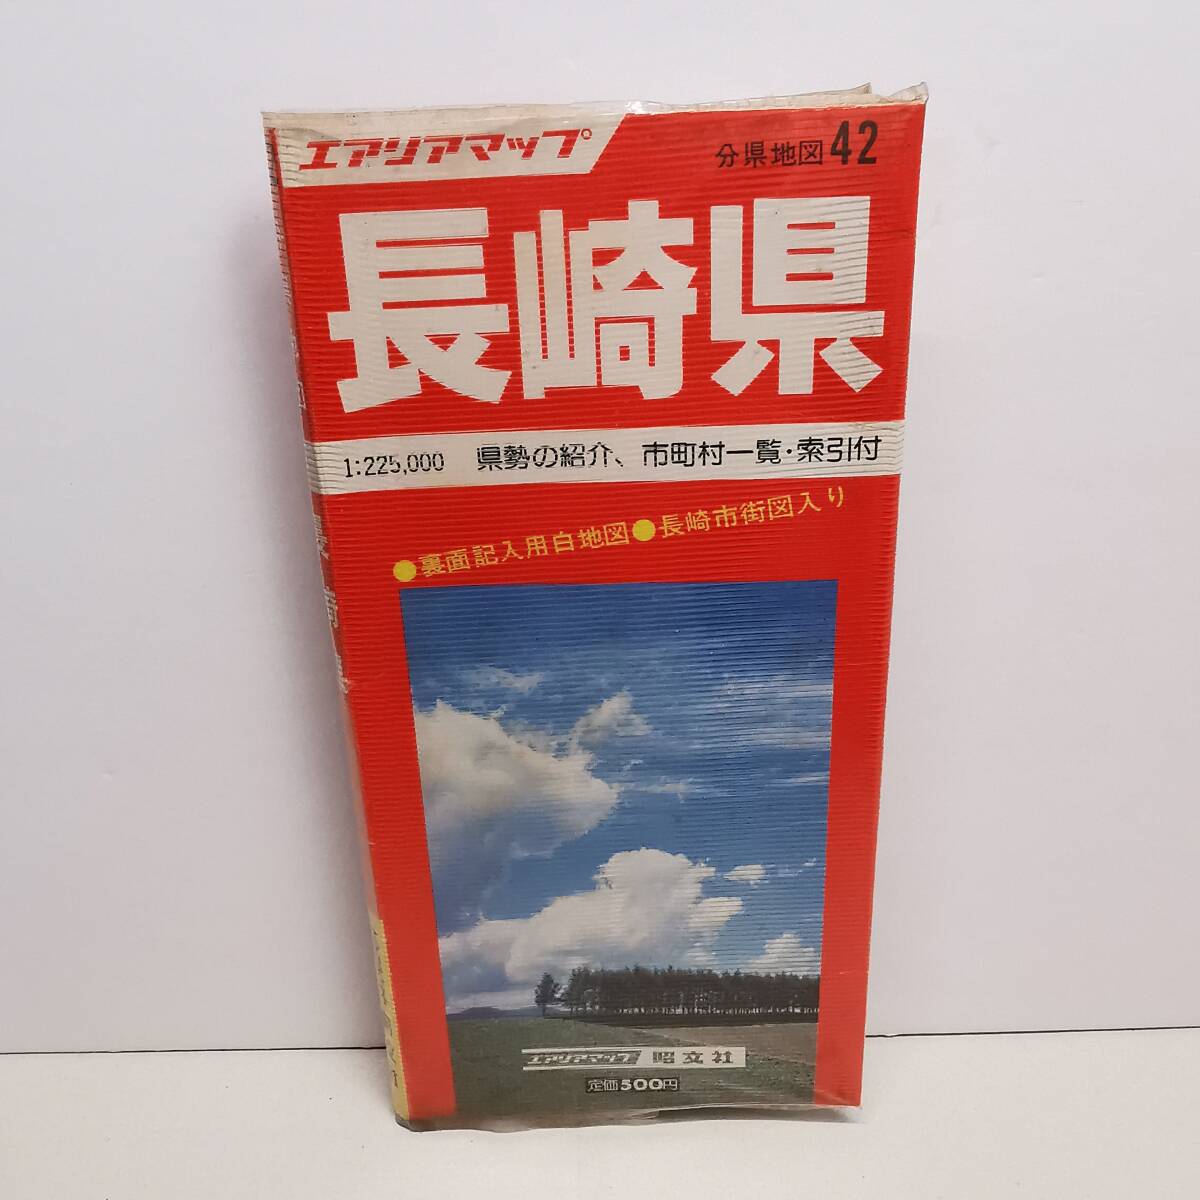 エアリアマップ
分県地図42
長崎県
1:225,000 県勢の紹介、市町村一覧・索引付
●裏面記入用白地図●長崎市街図入り
エアリアマップ 昭文社
定価500円